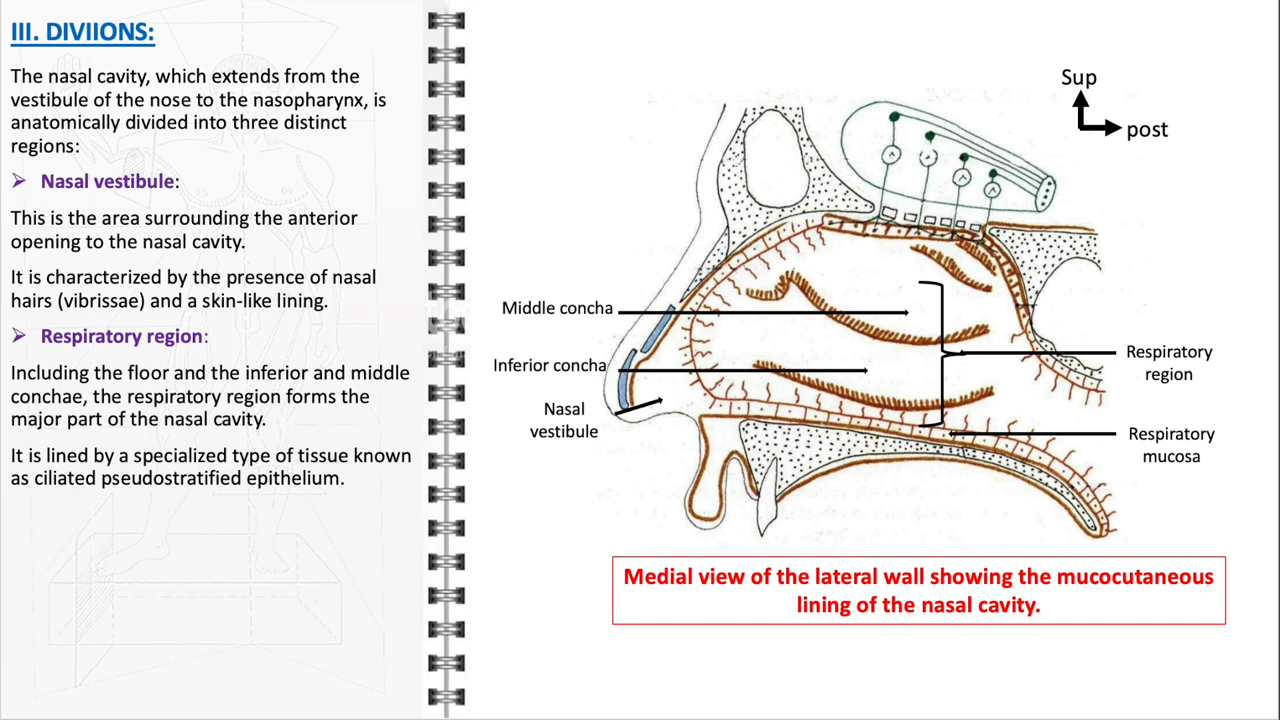 III. DIVIIONS:
The nasal cavity, which extends from the
vestibule of the nose to the nasopharynx, is
anatomically divided into three distinct
regions:
➢ Nasal vestibule:
This is the area surrounding the anterior
opening to the nasal cavity.
It is characterized by the presence of nasal
hairs (vibrissae) and a skin-like lining.
➢ Respiratory region:
Including the floor and the inferior and middle
conchae, the respiratory region forms the
major part of the nasal cavity.
It is lined by a specialized type of tissue known
as ciliated pseudostratified epithelium.
Sup
post
Middle concha
Inferior concha
Nasal
vestibule
Respiratory
region
Respiratory
mucosa
Medial view of the lateral wall showing the mucocutaneous
lining of the nasal cavity.